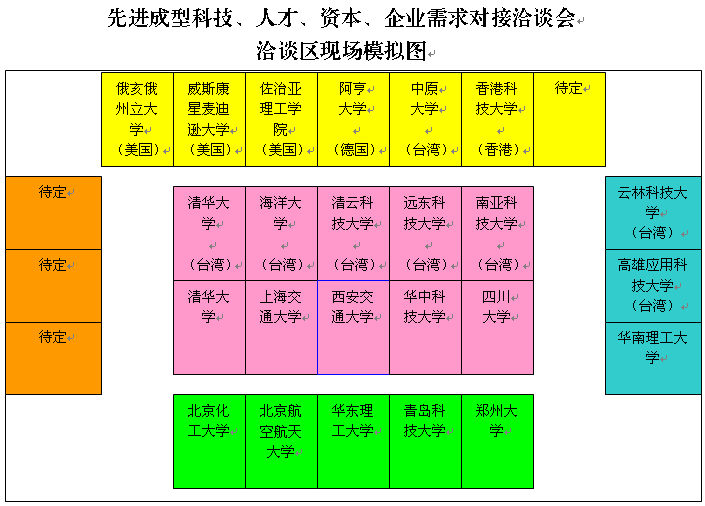 先进成型科技、人才、资本、企业需求对接洽谈会
洽谈区现场模拟图
俄亥俄
州立大
学
（美国）
威斯康
星麦迪
逊大学
（美国）
佐治亚
理工学
院
（美国）
阿亨
大学
（德国）
中原
大学
（台湾）
香港科
技大学
（香港）
待定
待定
待定
待定
清华大
学
（台湾）
海洋大
学
（台湾）
清云科
技大学
（台湾）
远东科
技大学
（台湾）
南亚科
技大学
（台湾）
清华大
学
上海交
通大学
西安交
通大学
华中科
技大学
四川
大学
云林科技大
学
（台湾）
高雄应用科
技大学
（台湾）
华南理工大
学
北京化
工大学
北京航
空航天
大学
华东理
工大学
青岛科
技大学
郑州大
学